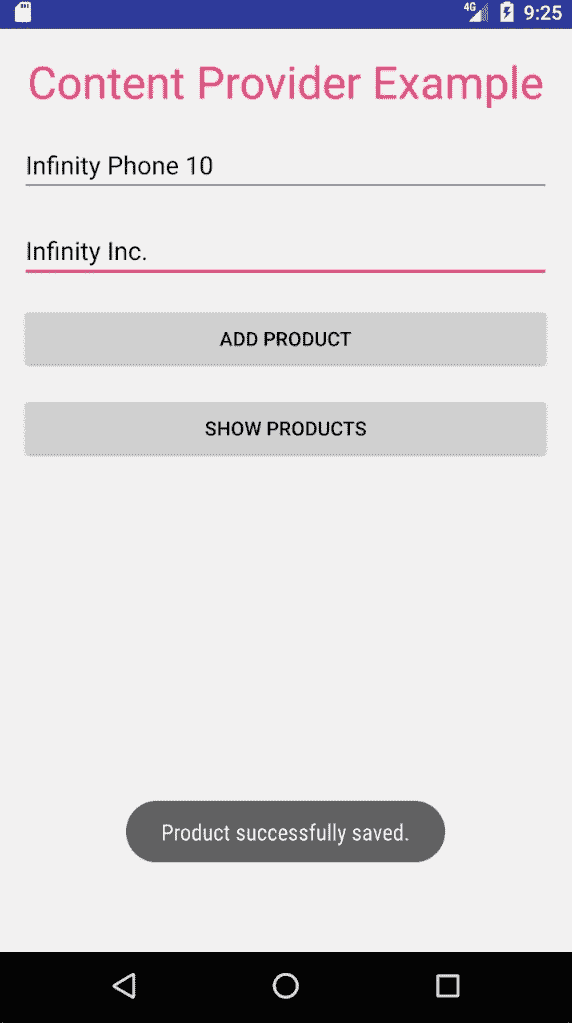 4G 9:25
Content Provider Example
Infinity Phone 10
Infinity Inc.
ADD PRODUCT
SHOW PRODUCTS
Product successfully saved.